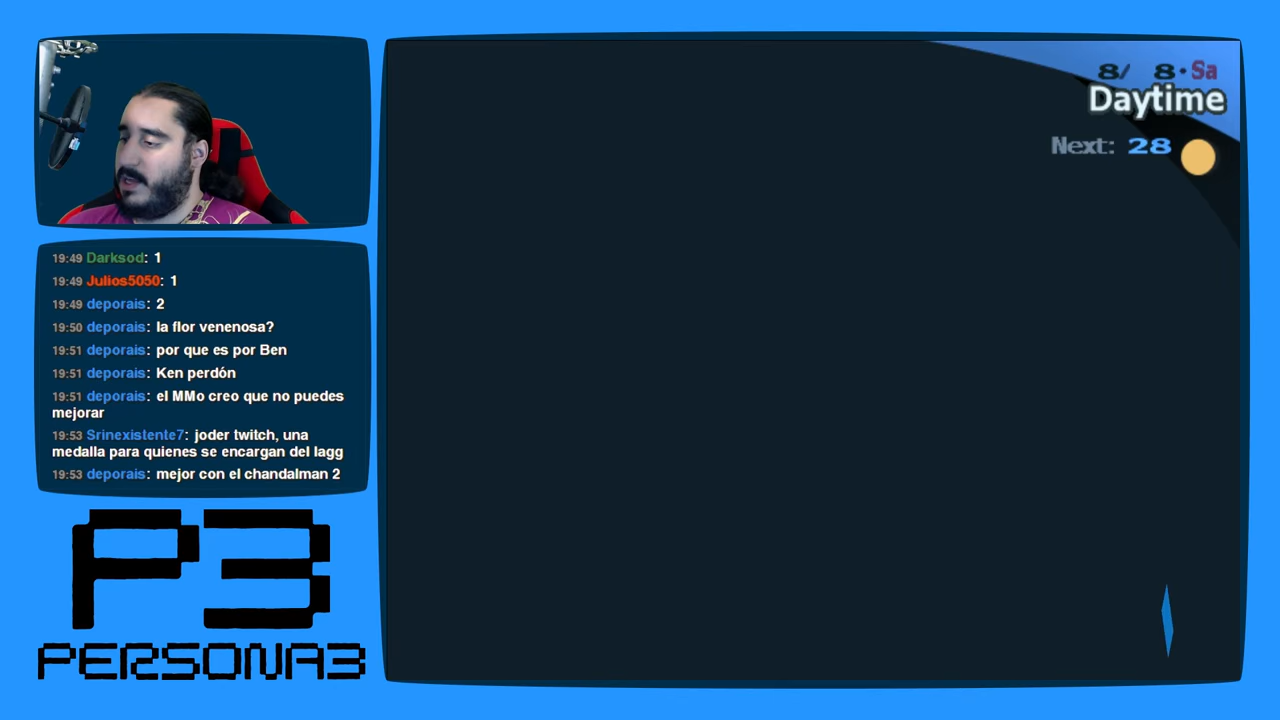 8/ 8·Sa
Daytime
Next: 28
19:49 Darksod: 1
19:49 Julios5050: 1
19:49 deporais: 2
19:50 deporais: la flor venenosa?
19:51 deporais: por que es por Ben
19:51 deporais: Ken perdón
19:51 deporais: el MMo creo que no puedes
mejorar
19:53 Srinexistente7: joder twitch, una
medalla para quienes se encargan del lagg
19:53 deporais: mejor con el chandalman 2
P3
PERSONA3